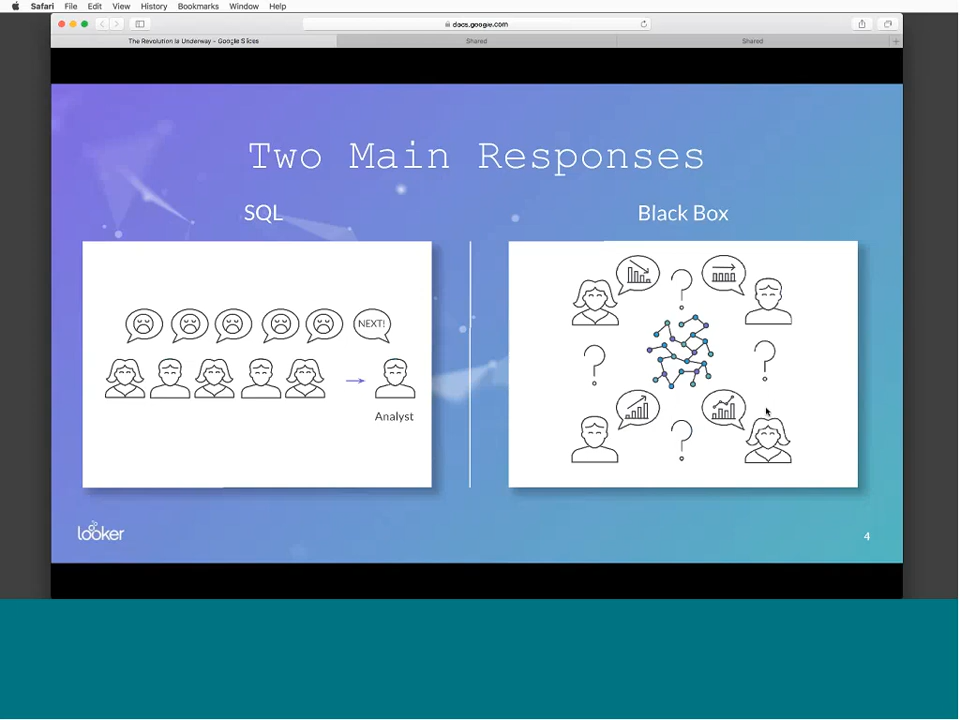 Safari File Edit View History Bookmarks Window Help
docs.google.com
The Revolution Is Underway - Google Slides
Shared
Shared
Two Main Responses
SQL
Black Box
NEXT!
Analyst
looker
4